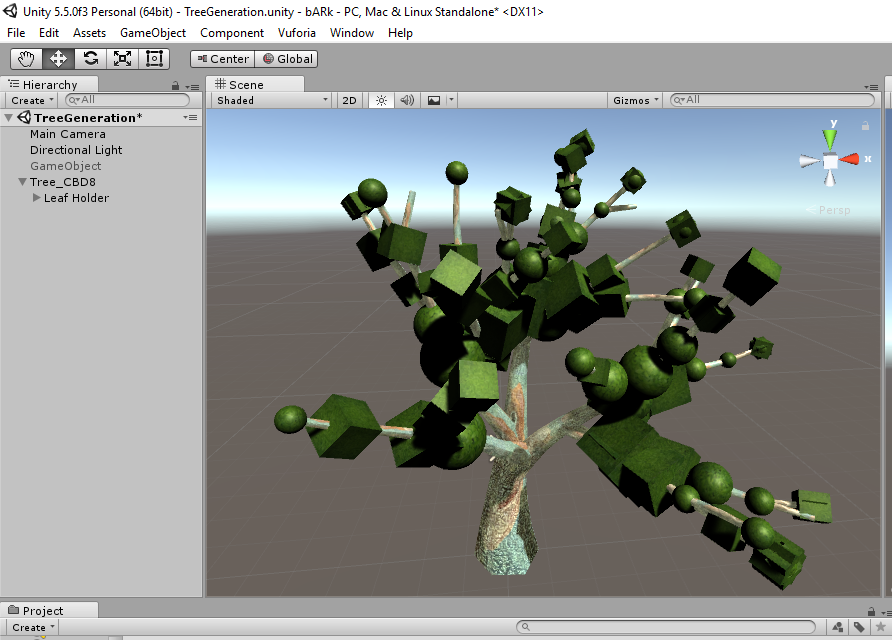 Unity 5.5.0f3 Personal (64bit) - TreeGeneration.unity - bARk - PC, Mac & Linux Standalone* <DX11>
File Edit Assets GameObject Component Vuforia Window Help
Center Global
Hierarchy
Create All
TreeGeneration*
Main Camera
Directional Light
GameObject
Tree_CBD8
Leaf Holder
Scene
Shaded 2D Gizmos All
y
x
Persp
Project
Create